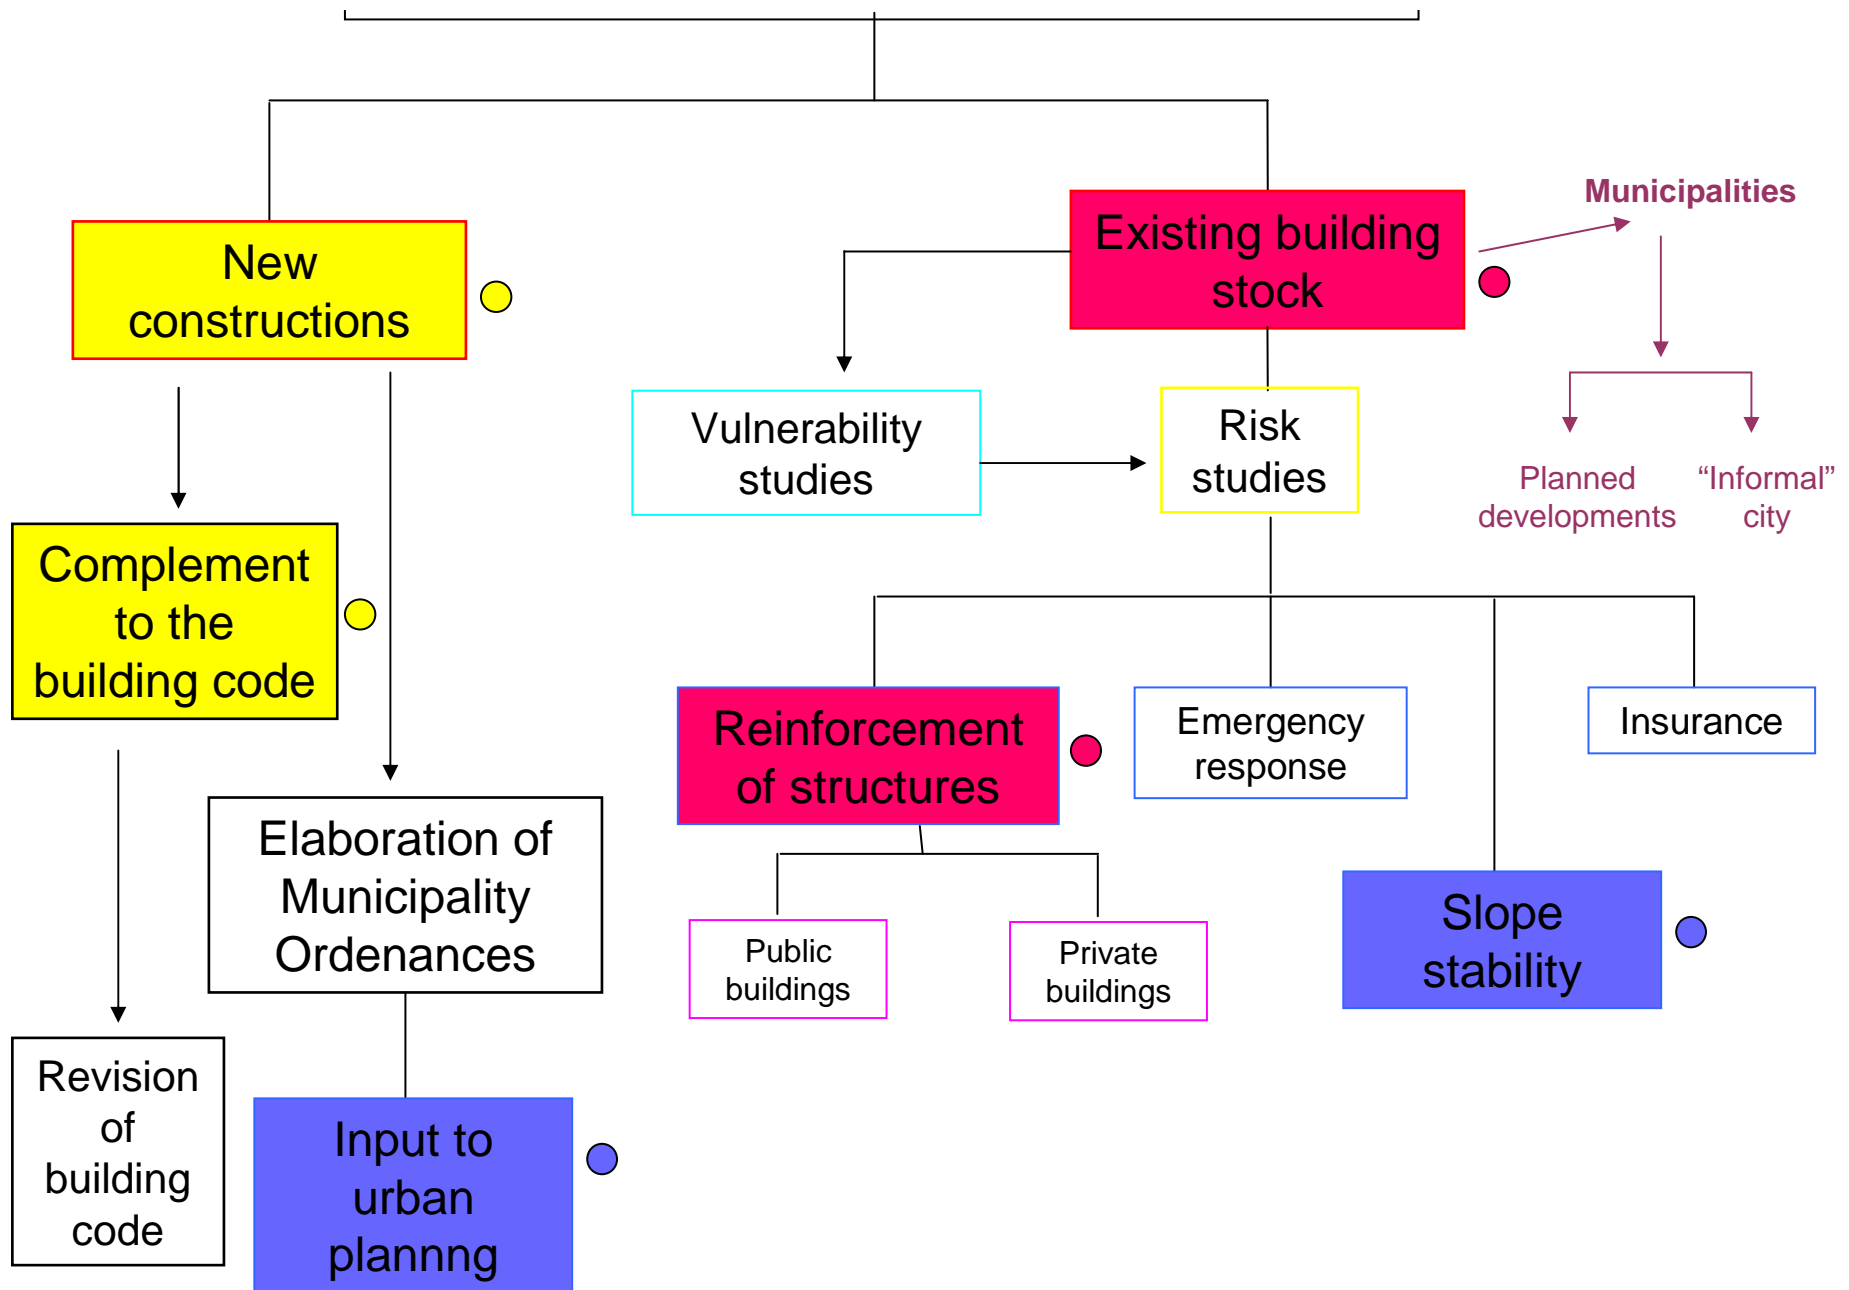 Municipalities
Existing building
stock
New
constructions
Vulnerability
studies
Risk
studies
Planned
developments
“Informal”
city
Complement
to the
building code
Reinforcement
of structures
Emergency
response
Insurance
Elaboration of
Municipality
Ordenances
Slope
stability
Public
buildings
Private
buildings
Revision
of
building
code
Input to
urban
plannng